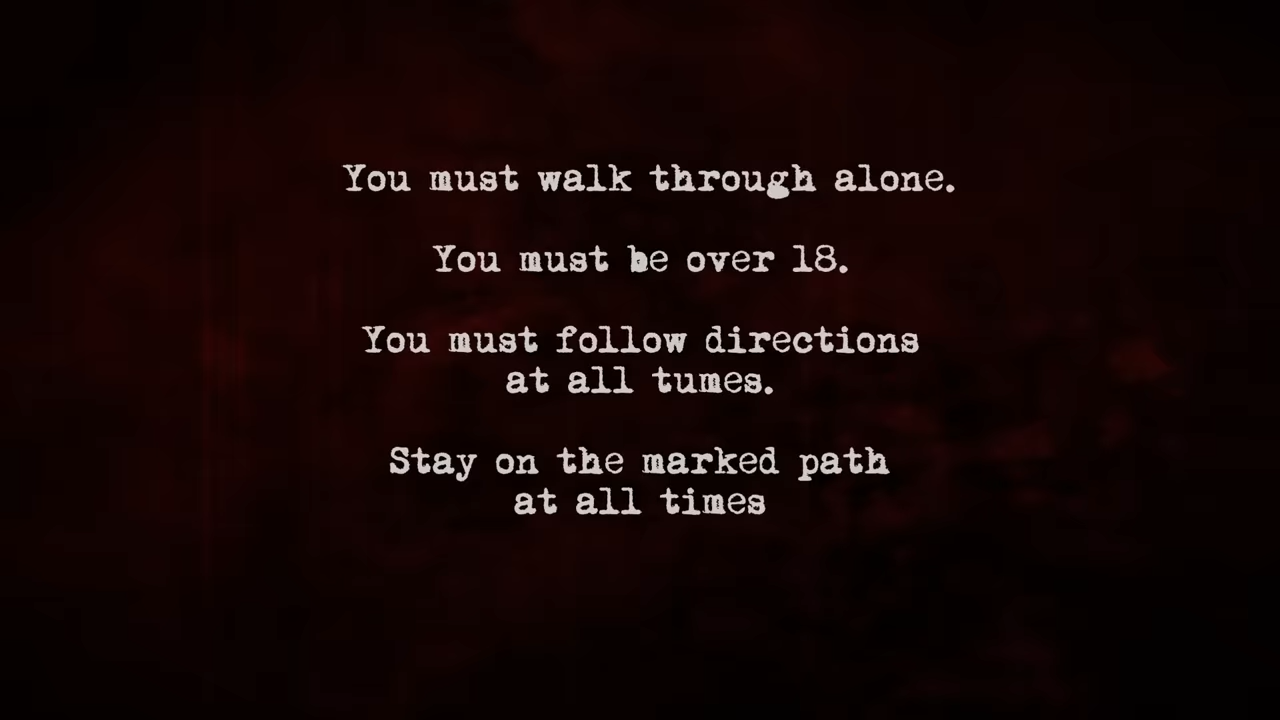 You must walk through alone.
You must be over 18.
You must follow directions
at all tumes.
Stay on the marked path
at all times